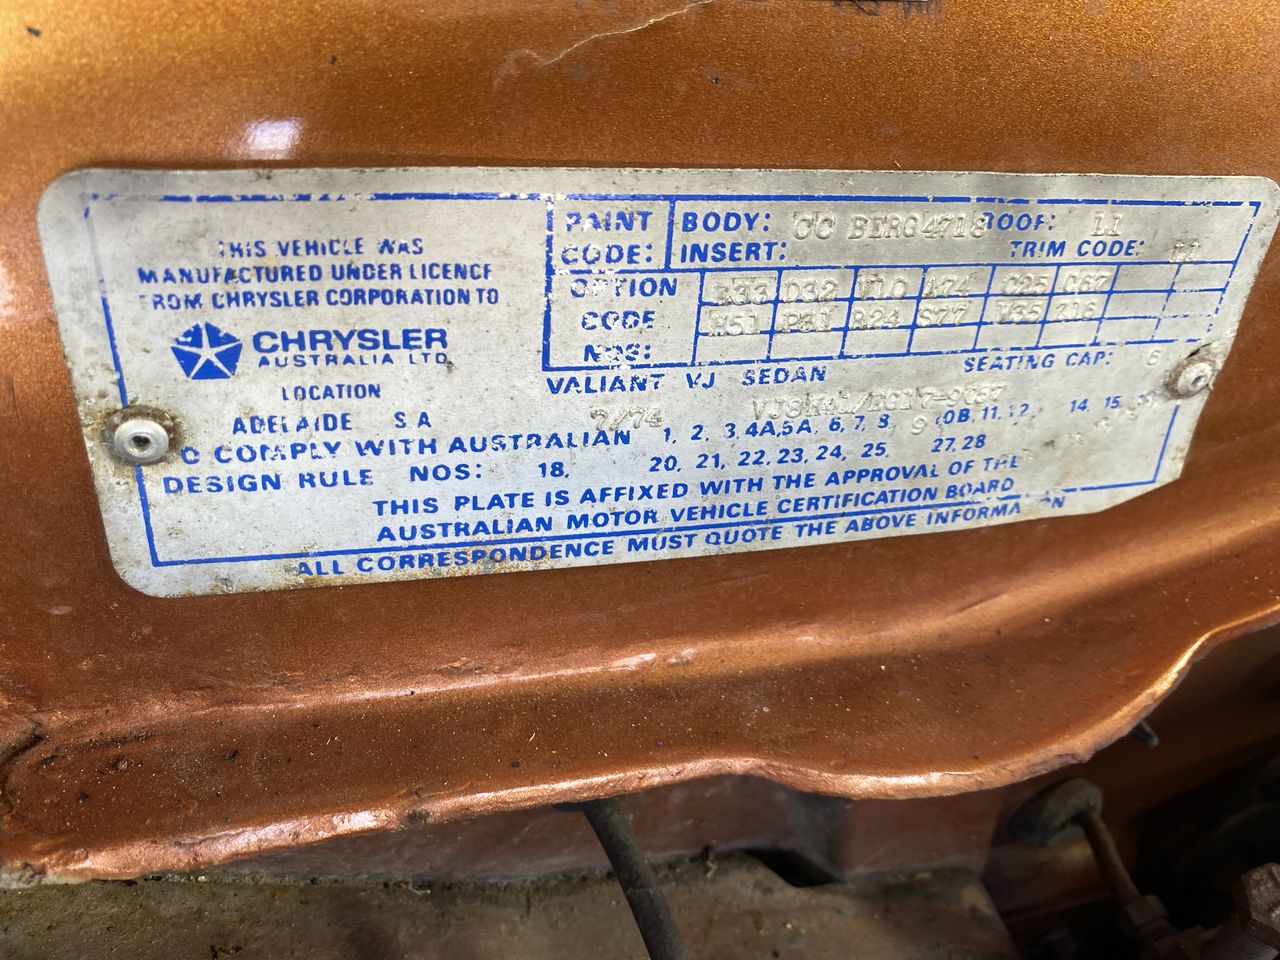 THIS VEHICLE WAS
MANUFACTURED UNDER LICENCE
FROM CHRYSLER CORPORATION TO
CHRYSLER
AUSTRALIA LTD.
LOCATION
ADELAIDE S.A
PAINT BODY: CC ROOF: LI
CODE: INSERT: TRIM CODE:
OPTION D32 V10 A74 C25 C67
CODE H51 P31 R24 S77
NOS:
VALIANT VJ SEDAN SEATING CAP: 6
7/74
TO COMPLY WITH AUSTRALIAN 1, 2, 3, 4A, 5A, 6, 7, 8, 9 10B, 11, 12, 14, 15,
DESIGN RULE NOS: 18, 20, 21, 22, 23, 24, 25, 27, 28
THIS PLATE IS AFFIXED WITH THE APPROVAL OF THE
AUSTRALIAN MOTOR VEHICLE CERTIFICATION BOARD
ALL CORRESPONDENCE MUST QUOTE THE ABOVE INFORMATION